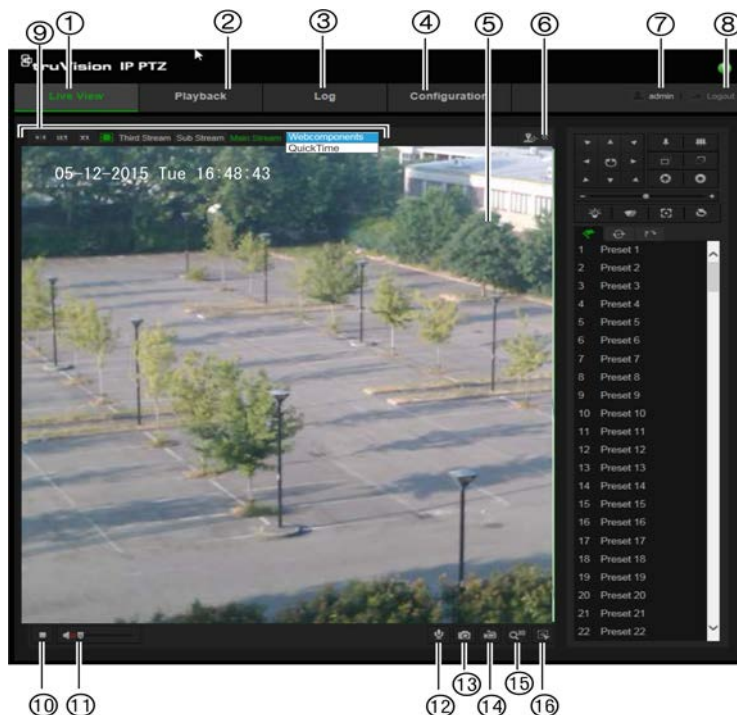 ① ② ③ ④ ⑤ ⑥ ⑦ ⑧
⑨
truVision IP PTZ
Live View Playback Log Configuration admin Logout
Third Stream Sub Stream Main Stream Webcomponents
QuickTime
05-12-2015 Tue 16:48:43
1 Preset 1
2 Preset 2
3 Preset 3
4 Preset 4
5 Preset 5
6 Preset 6
7 Preset 7
8 Preset 8
9 Preset 9
10 Preset 10
11 Preset 11
12 Preset 12
13 Preset 13
14 Preset 14
15 Preset 15
16 Preset 16
17 Preset 17
18 Preset 18
19 Preset 19
20 Preset 20
21 Preset 21
22 Preset 22
⑩ ⑪ ⑫ ⑬ ⑭ ⑮ ⑯